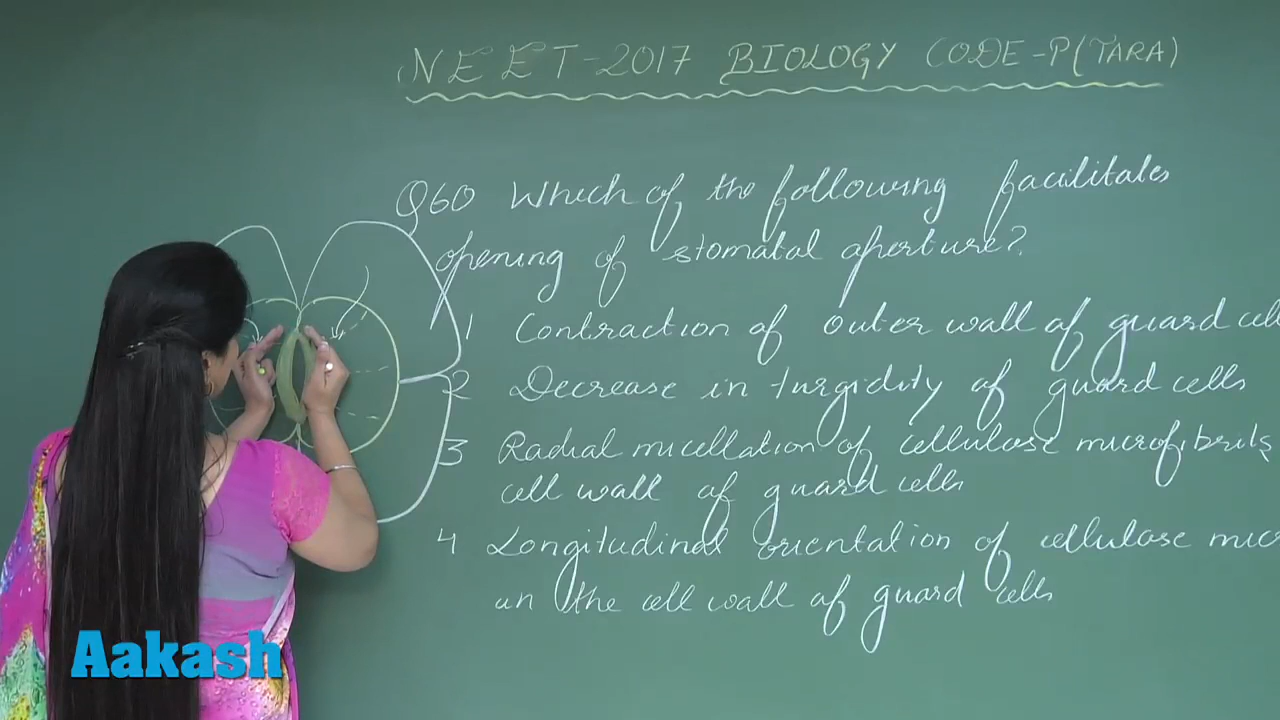 NEET-2017 BIOLOGY CODE-P(TARA)
Q60 Which of the following facilitates
opening of stomatal aperture?
1 Contraction of outer wall of guard cell
2 Decrease in turgidity of guard cells
3 Radial micellation of cellulose microfibrils
cell wall of guard cells
4 Longitudinal orientation of cellulose micr
in the cell wall of guard cells
Aakash